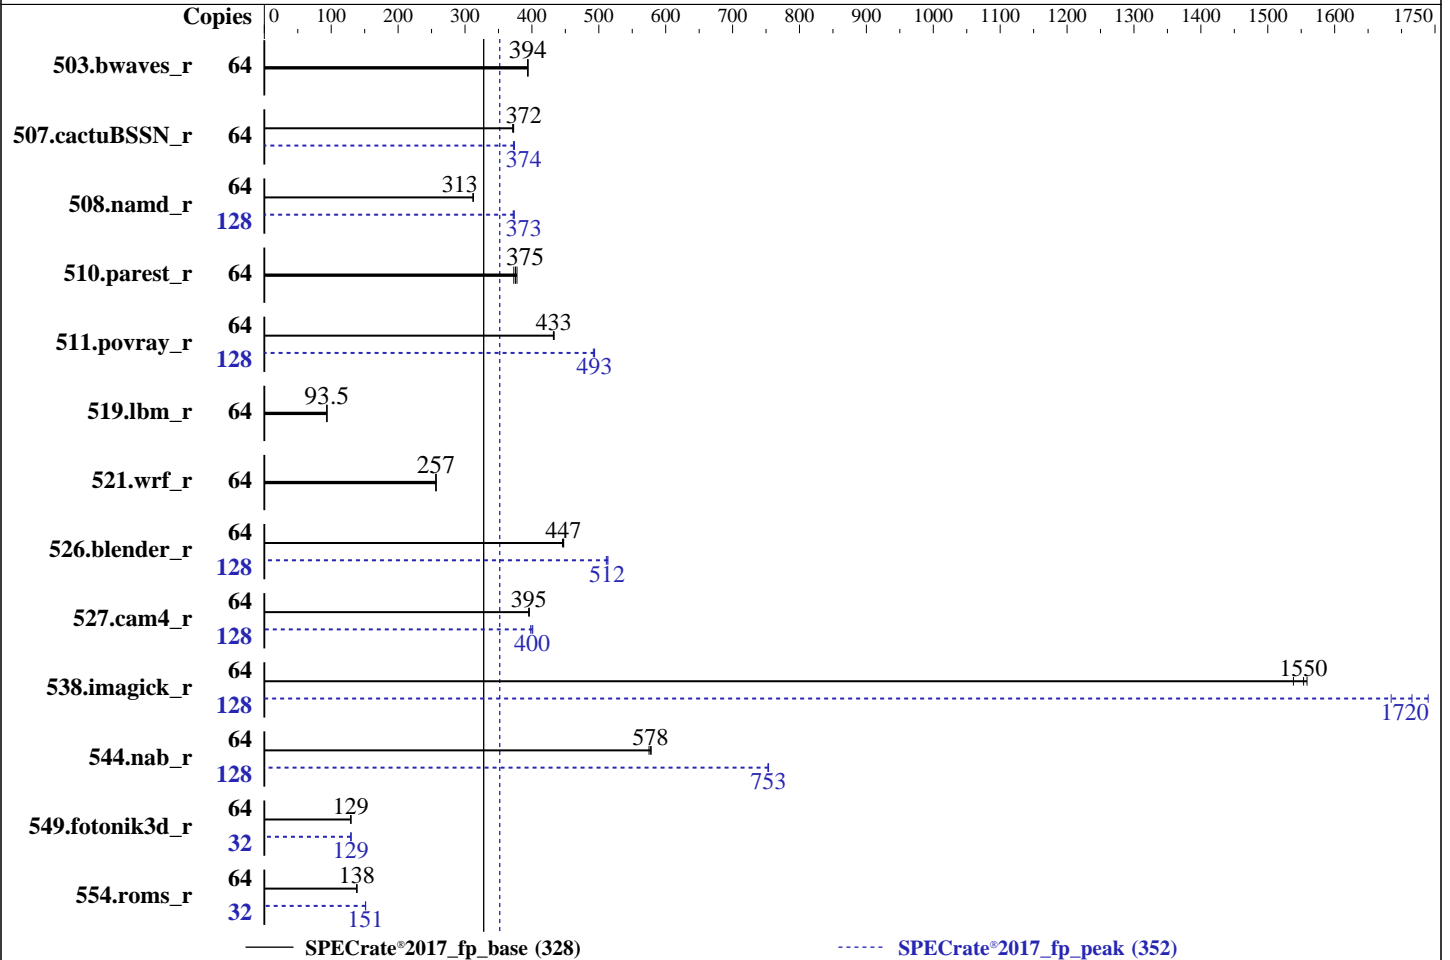 Copies 0 100 200 300 400 500 600 700 800 900 1000 1100 1200 1300 1400 1500 1600 1750
503.bwaves_r 64 394
507.cactuBSSN_r 64 372
374
508.namd_r 64 313
128 373
510.parest_r 64 375
511.povray_r 64 433
128 493
519.lbm_r 64 93.5
521.wrf_r 64 257
526.blender_r 64 447
128 512
527.cam4_r 64 395
128 400
538.imagick_r 64 1550
128 1720
544.nab_r 64 578
128 753
549.fotonik3d_r 64 129
32 129
554.roms_r 64 138
32 151
SPECrate®2017_fp_base (328) SPECrate®2017_fp_peak (352)